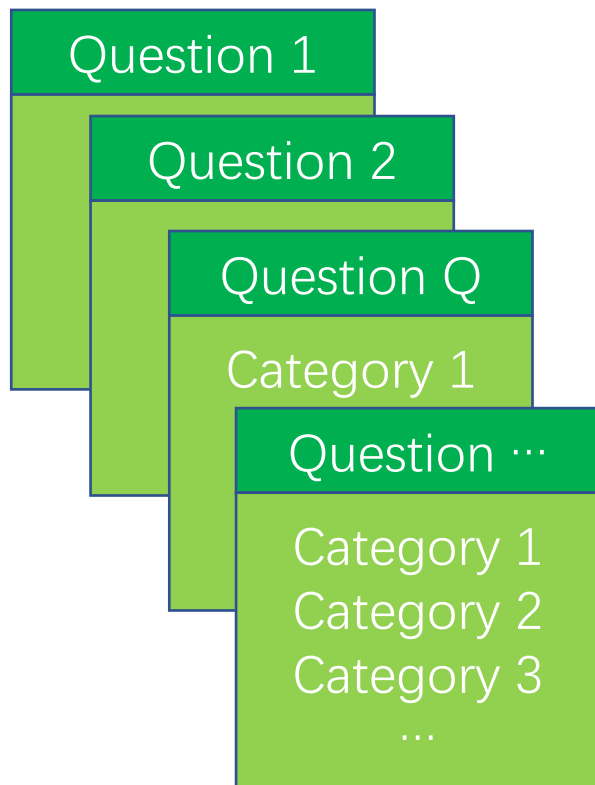 Question 1
Question 2
Question Q
Category 1
Question ⋯
Category 1
Category 2
Category 3
⋯